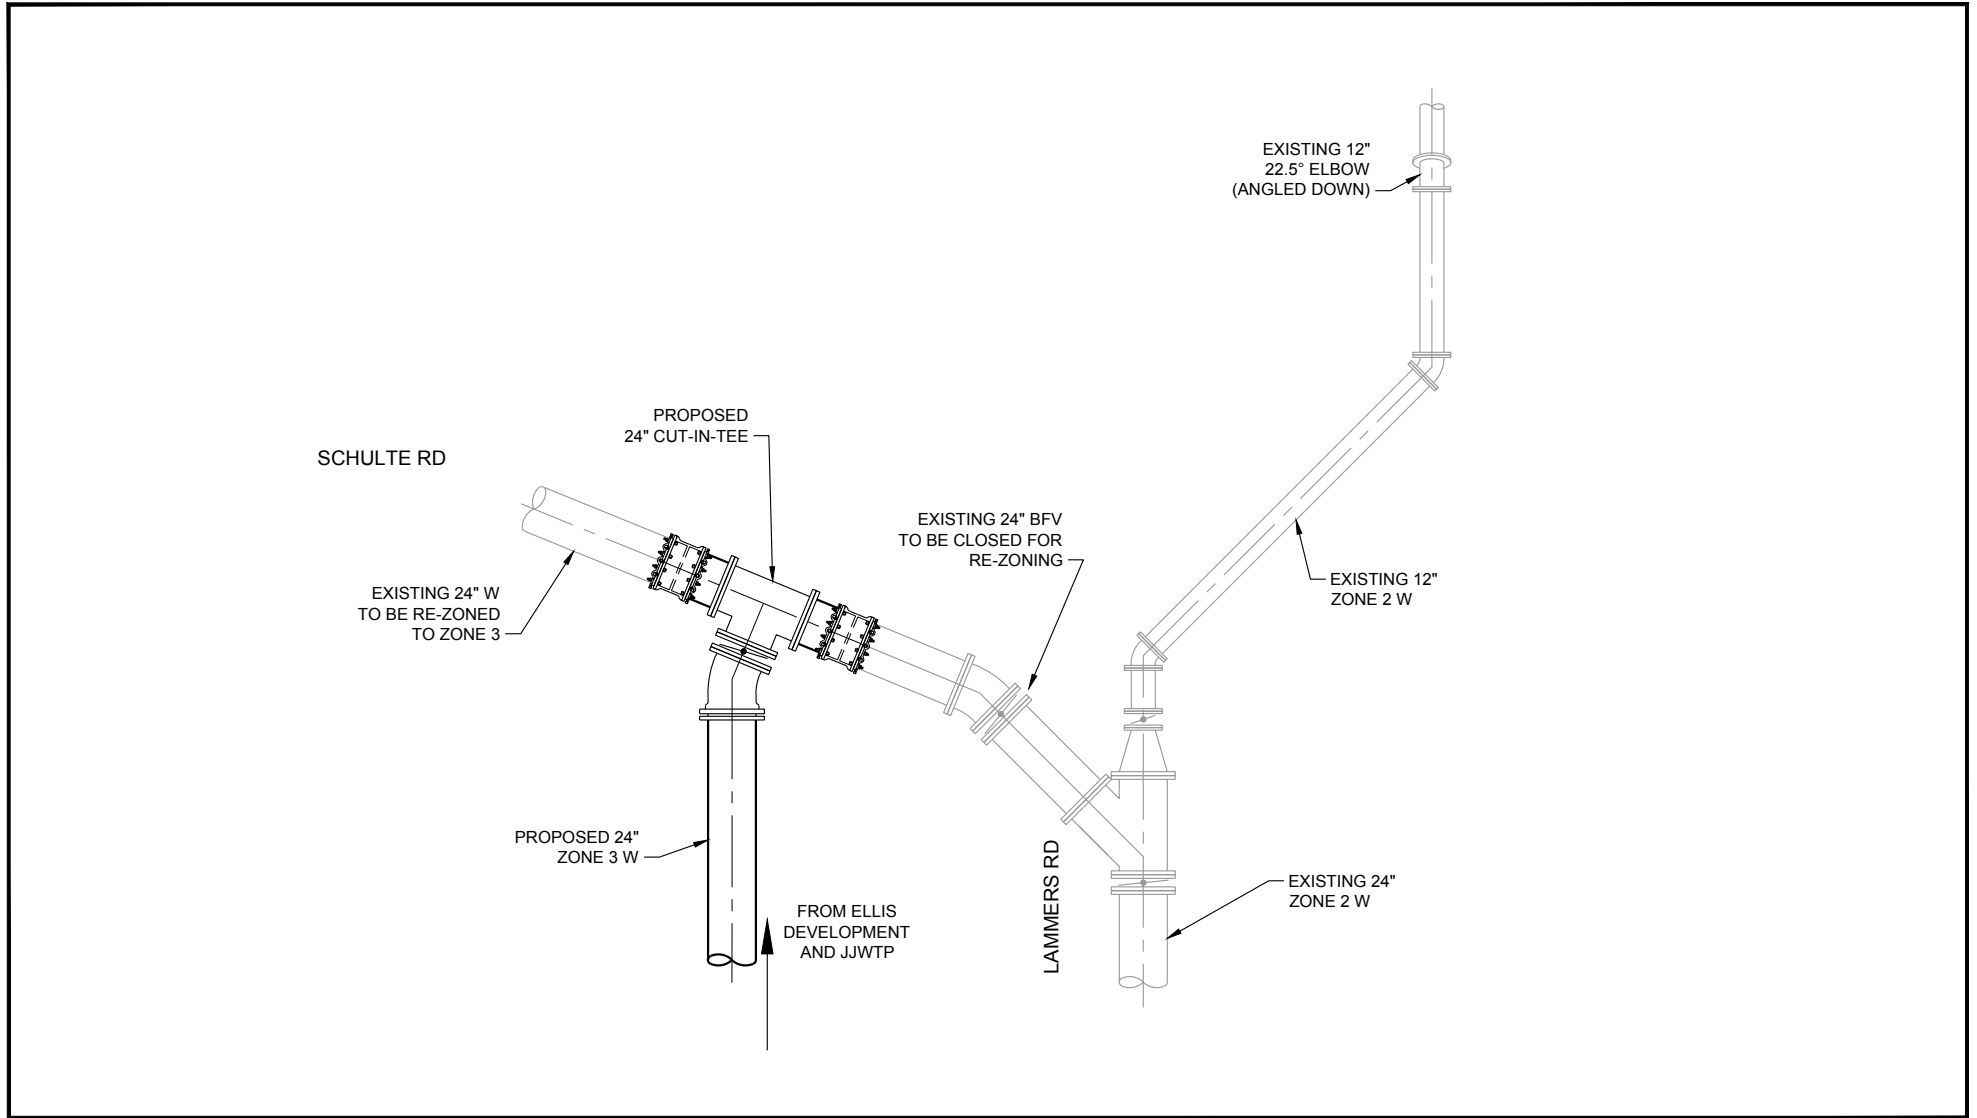 EXISTING 12"
22.5° ELBOW
(ANGLED DOWN)
PROPOSED
24" CUT-IN-TEE
SCHULTE RD
EXISTING 24" BFV
TO BE CLOSED FOR
RE-ZONING
EXISTING 24" W
TO BE RE-ZONED
TO ZONE 3
EXISTING 12"
ZONE 2 W
PROPOSED 24"
ZONE 3 W
FROM ELLIS
DEVELOPMENT
AND JJWTP
LAMMERS RD
EXISTING 24"
ZONE 2 W